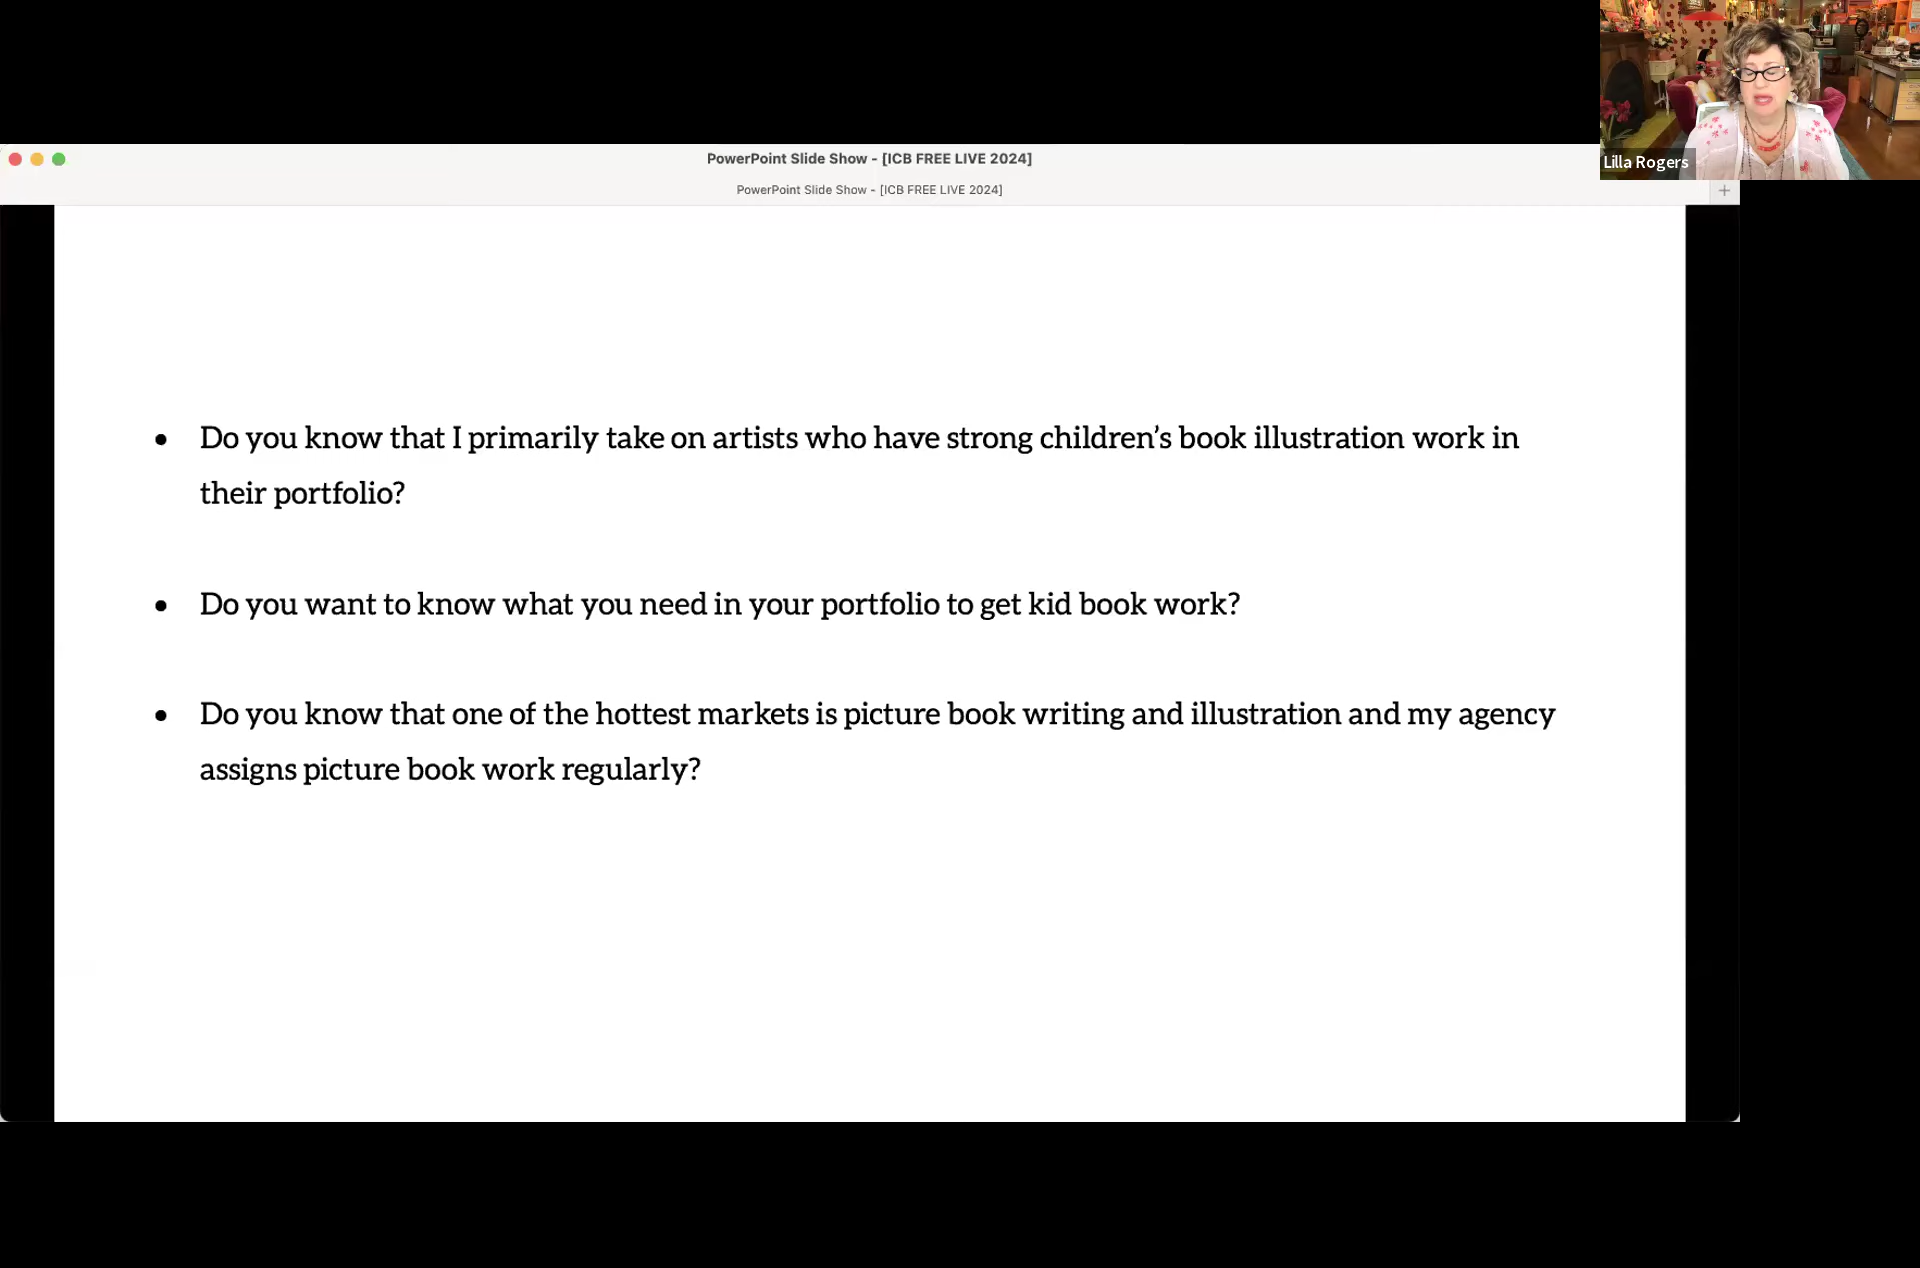 Lilla Rogers
PowerPoint Slide Show - [ICB FREE LIVE 2024]
PowerPoint Slide Show - [ICB FREE LIVE 2024]
• Do you know that I primarily take on artists who have strong children’s book illustration work in
their portfolio?
• Do you want to know what you need in your portfolio to get kid book work?
• Do you know that one of the hottest markets is picture book writing and illustration and my agency
assigns picture book work regularly?